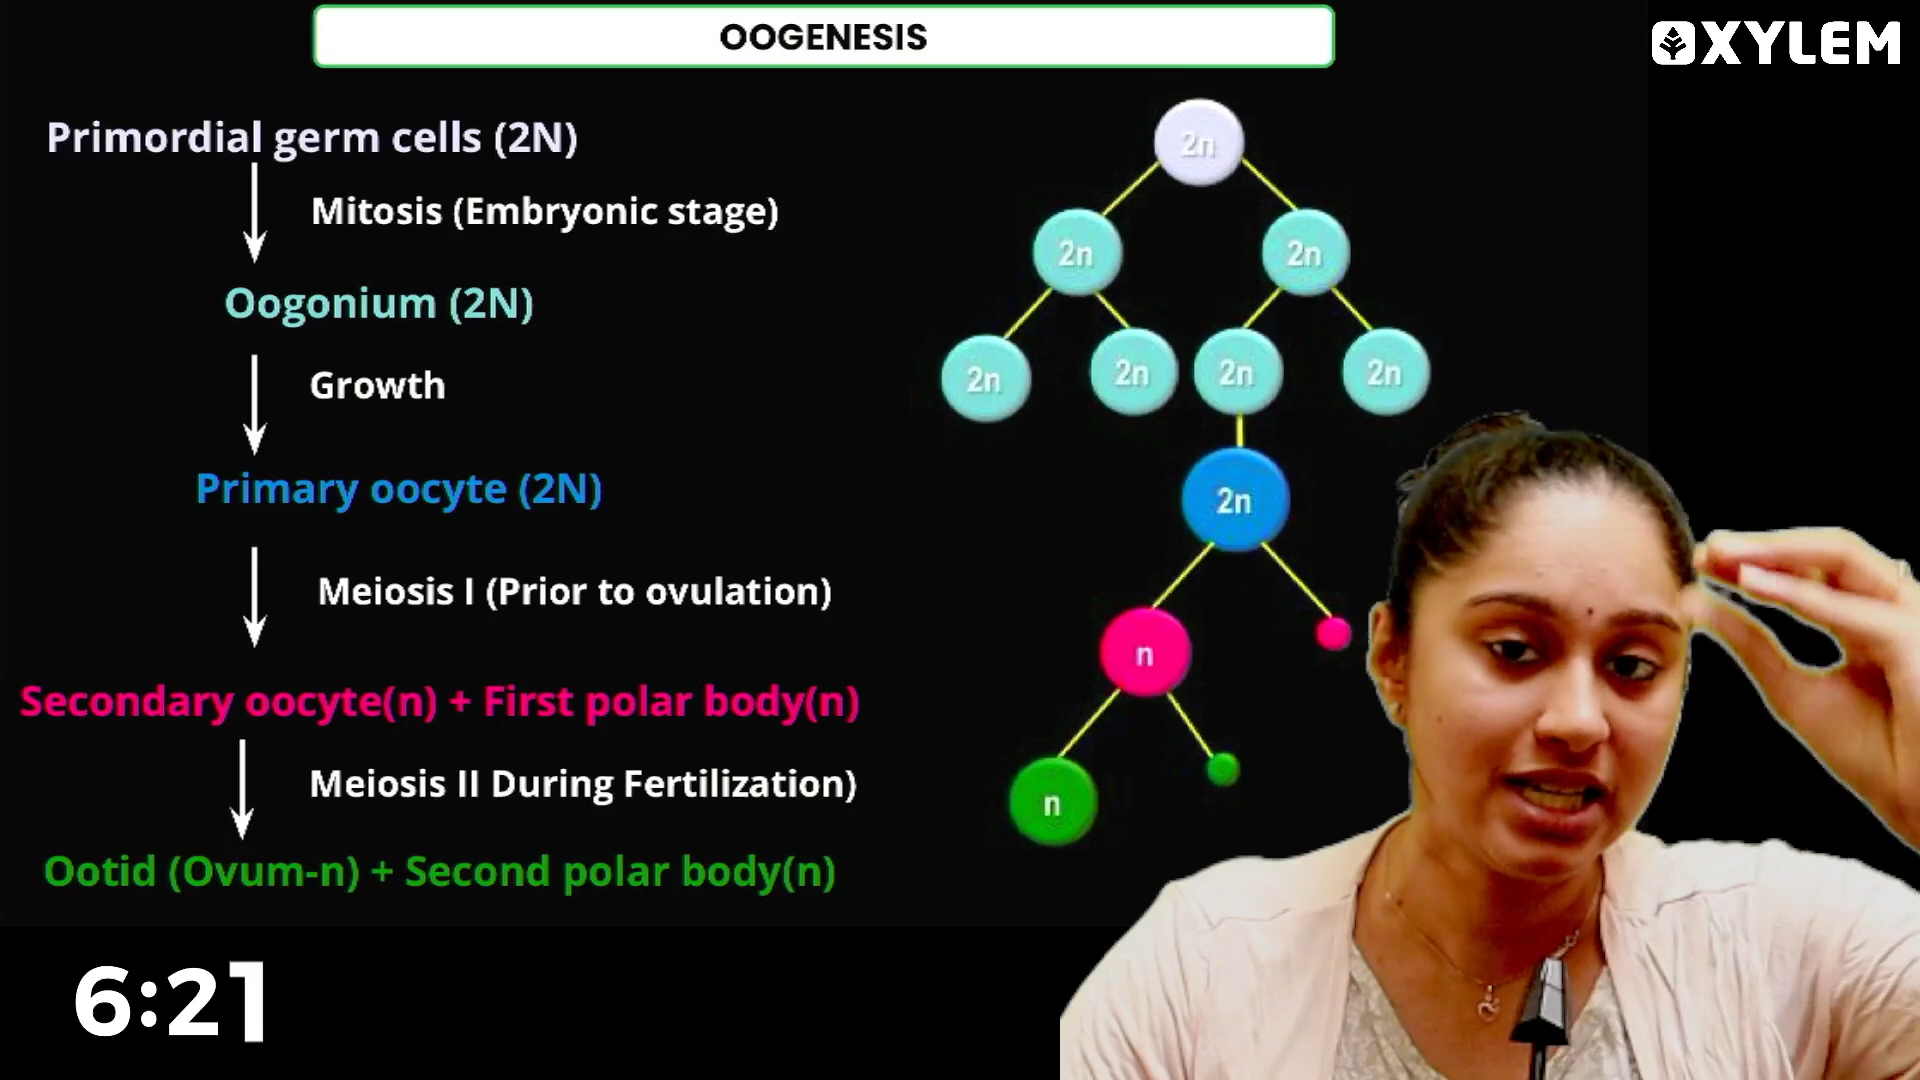 OOGENESIS
XYLEM
Primordial germ cells (2N)
Mitosis (Embryonic stage)
Oogonium (2N)
Growth
Primary oocyte (2N)
Meiosis I (Prior to ovulation)
Secondary oocyte(n) + First polar body(n)
Meiosis II During Fertilization)
Ootid (Ovum-n) + Second polar body(n)
2n
2n
2n
2n
2n
2n
2n
2n
n
n
6:21